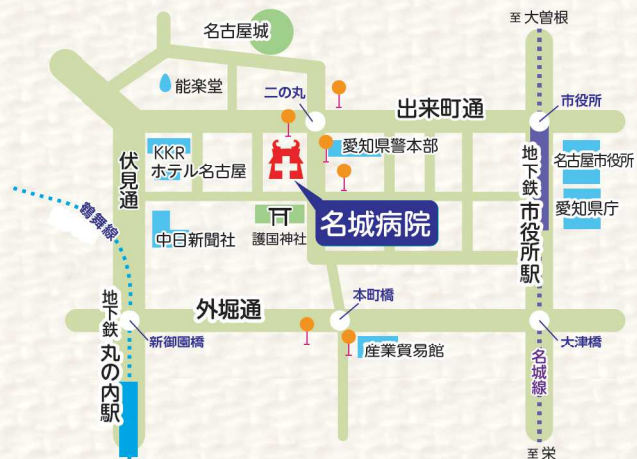 至大曽根
名古屋城
能楽堂
二の丸
出来町通
市役所
KKR
ホテル名古屋
愛知県警本部
名古屋市役所
伏見通
地下鉄 市役所駅
愛知県庁
名城病院
鶴舞線
中日新聞社
護国神社
地下鉄 丸の内駅
外堀通
本町橋
新御園橋
大津橋
産業貿易館
名城線
至栄